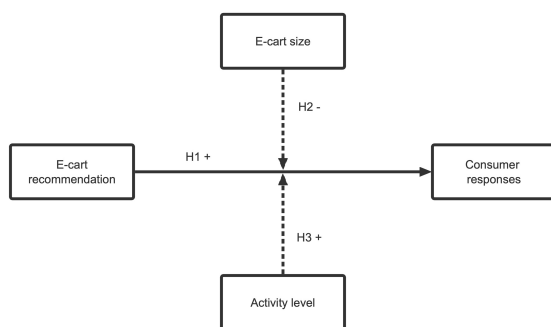 E-cart size
H2 -
H1 +
E-cart
recommendation
Consumer
responses
H3 +
Activity level